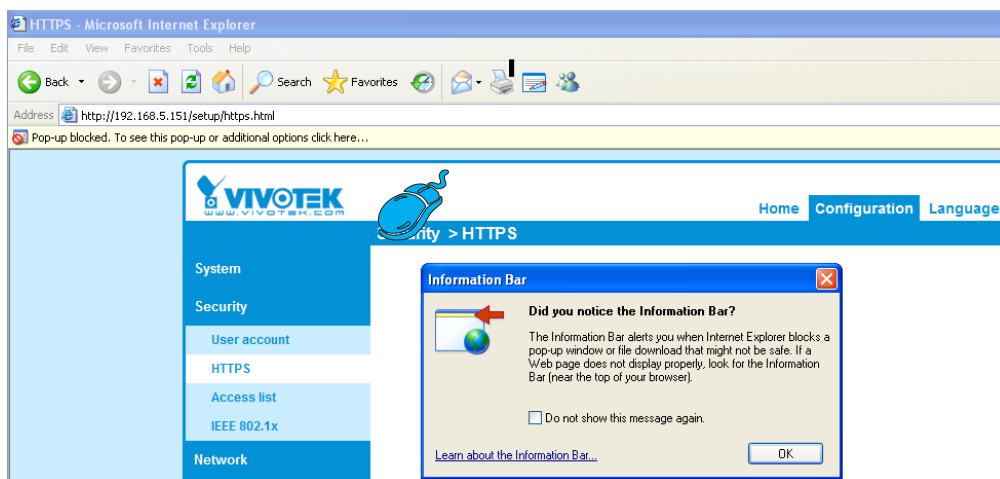 HTTPS - Microsoft Internet Explorer
File Edit View Favorites Tools Help
Back Search Favorites
Address http://192.168.5.151/setup/https.html
Pop-up blocked. To see this pop-up or additional options click here...
VIVOTEK
www.vivotek.com
Home Configuration Language
> HTTPS
System
Security
User account
HTTPS
Access list
IEEE 802.1x
Network
Information Bar
Did you notice the Information Bar?
The Information Bar alerts you when Internet Explorer blocks a
pop-up window or file download that might not be safe. If a
Web page does not display properly, look for the Information
Bar (near the top of your browser).
Do not show this message again.
Learn about the Information Bar...
OK